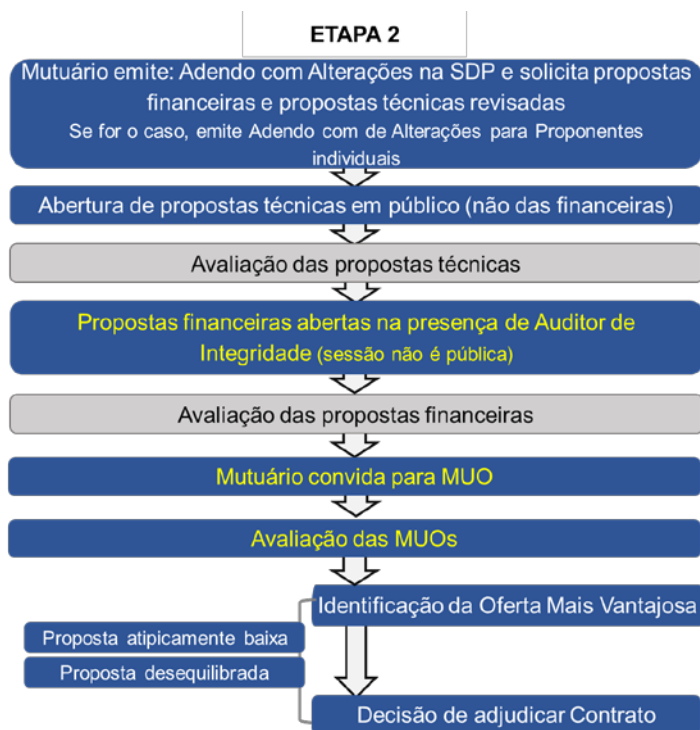 ETAPA 2
Mutuário emite: Adendo com Alterações na SDP e solicita propostas
financeiras e propostas técnicas revisadas
Se for o caso, emite Adendo com de Alterações para Proponentes
individuais
Abertura de propostas técnicas em público (não das financeiras)
Avaliação das propostas técnicas
Propostas financeiras abertas na presença de Auditor de
Integridade (sessão não é pública)
Avaliação das propostas financeiras
Mutuário convida para MUO
Avaliação das MUOs
Identificação da Oferta Mais Vantajosa
Proposta atipicamente baixa
Proposta desequilibrada
Decisão de adjudicar Contrato